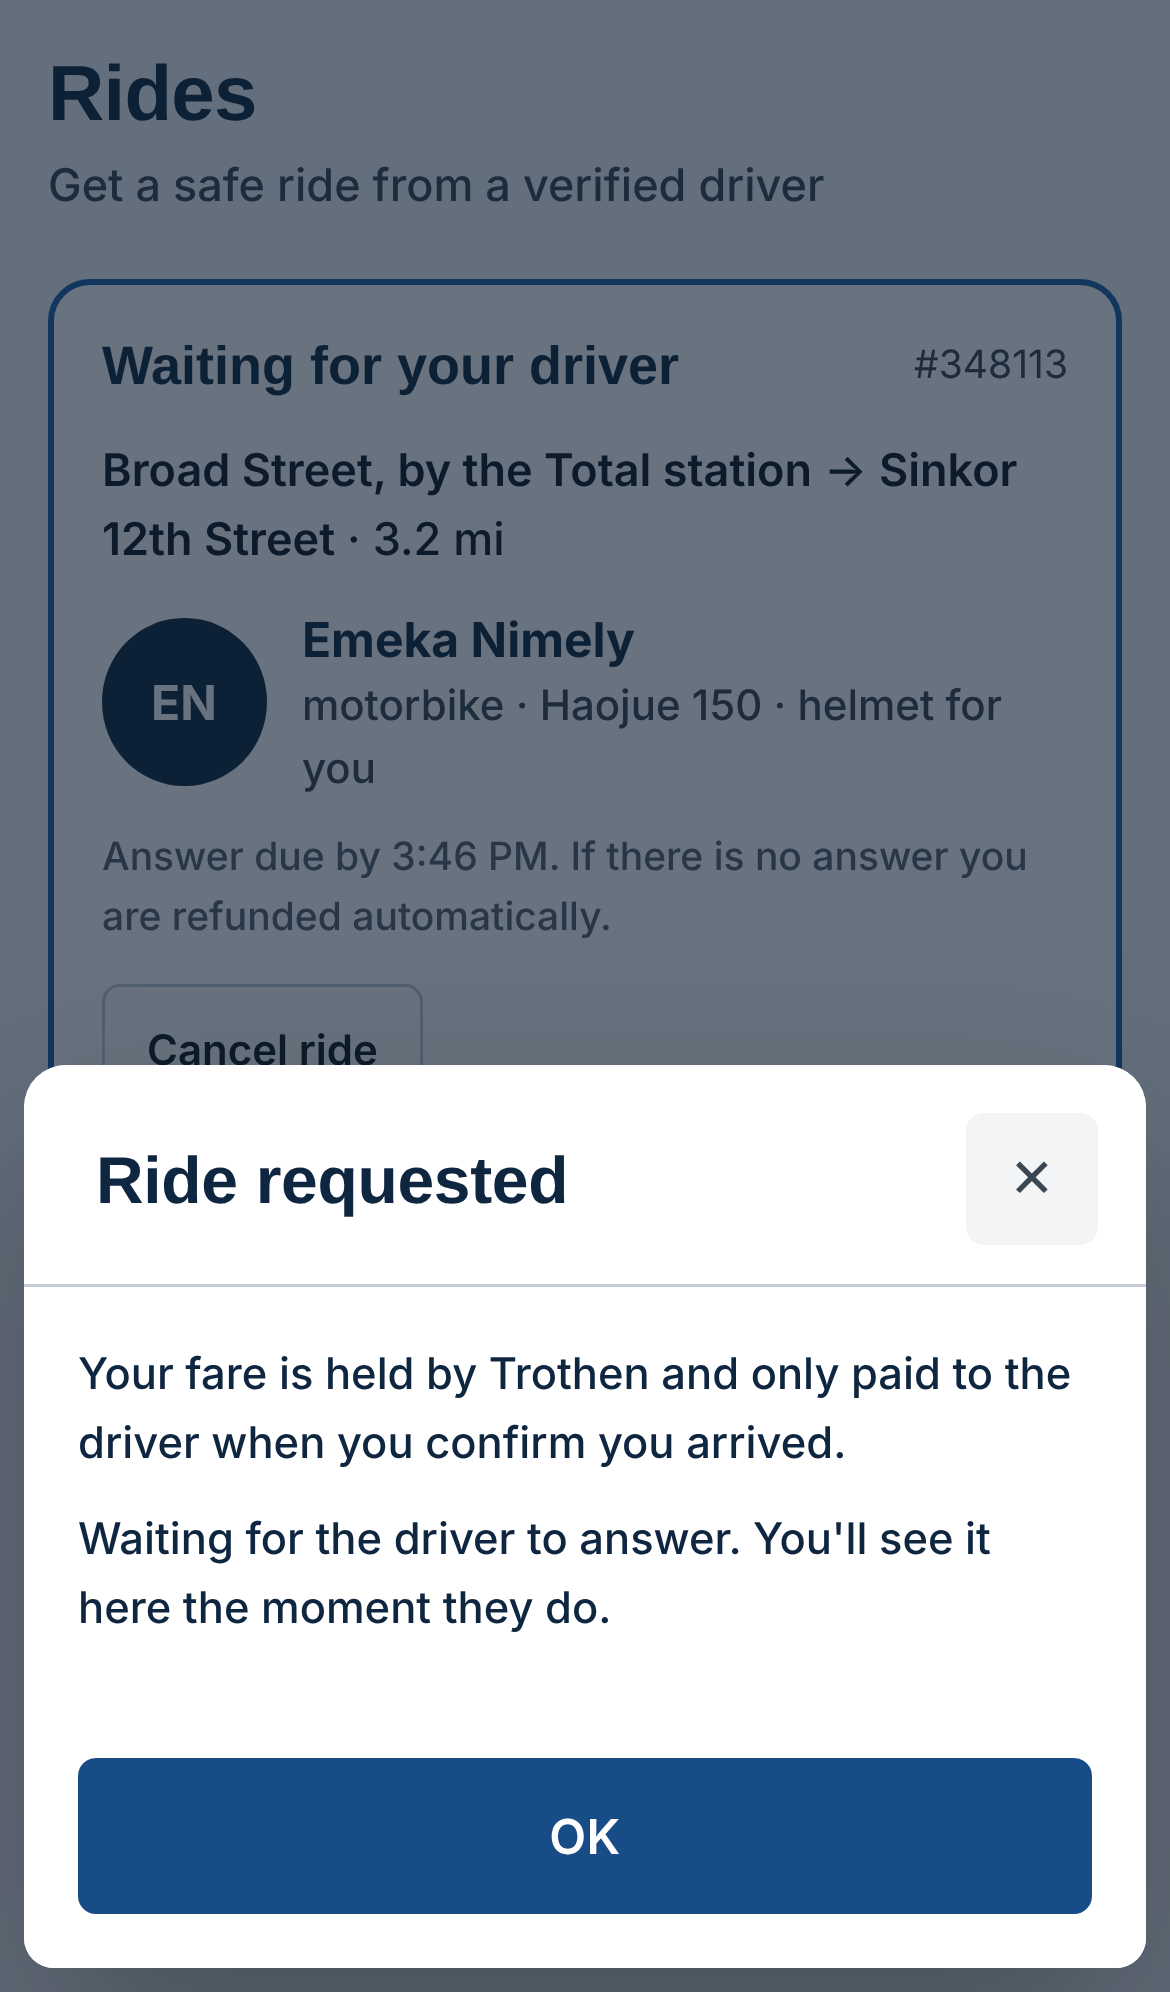 Rides
Get a safe ride from a verified driver
Waiting for your driver
#348113
Broad Street, by the Total station → Sinkor
12th Street · 3.2 mi
EN
Emeka Nimely
motorbike · Haojue 150 · helmet for
you
Answer due by 3:46 PM. If there is no answer you
are refunded automatically.
Cancel ride
Ride requested
×
Your fare is held by Trothen and only paid to the
driver when you confirm you arrived.
Waiting for the driver to answer. You'll see it
here the moment they do.
OK